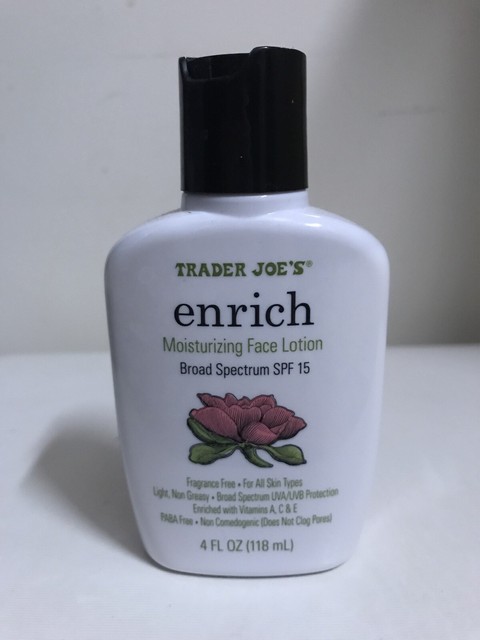 TRADER JOE'S®
enrich
Moisturizing Face Lotion
Broad Spectrum SPF 15
Fragrance Free • For All Skin Types
Light, Non Greasy • Broad Spectrum UVA/UVB Protection
Enriched with Vitamins A, C & E
PABA Free • Non Comedogenic (Does Not Clog Pores)
4 FL OZ (118 mL)